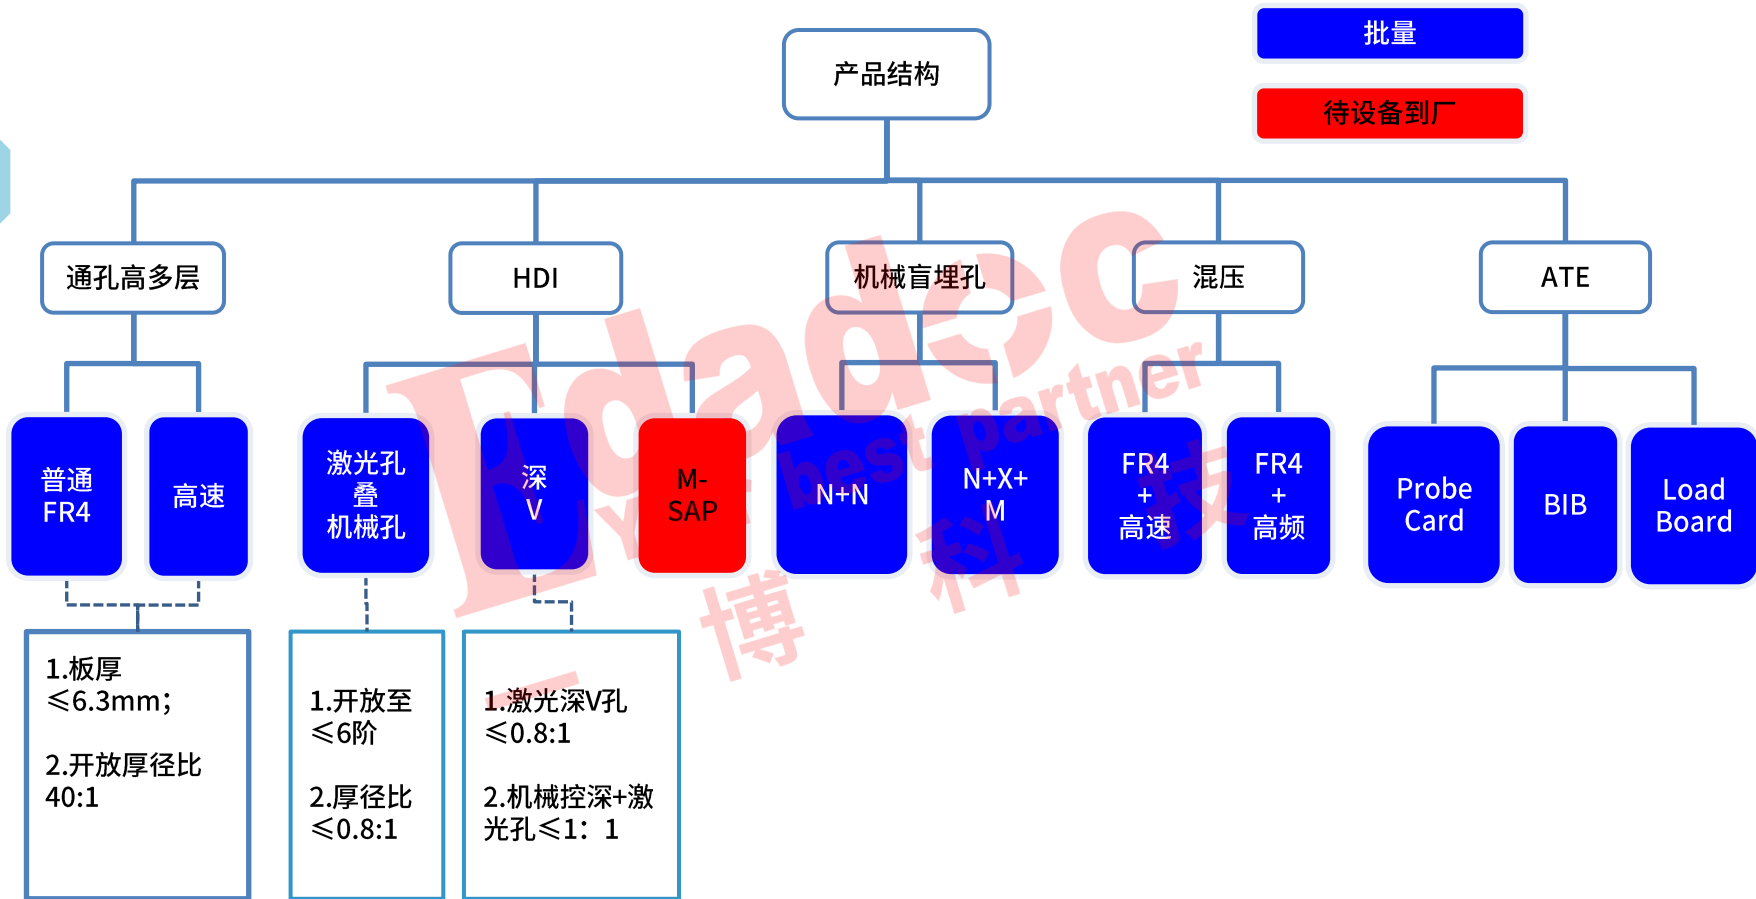 批量
产品结构
待设备到厂
通孔高多层
HDI
机械盲埋孔
混压
ATE
普通
FR4
高速
激光孔
叠
机械孔
深
V
M-
SAP
N+N
N+X+
M
FR4
+
高速
FR4
+
高频
Probe
Card
BIB
Load
Board
1.板厚
≤6.3mm；
2.开放厚径比
40:1
1.开放至
≤6阶
2.厚径比
≤0.8:1
1.激光深V孔
≤0.8:1
2.机械控深+激
光孔≤1：1
Edadoc
Your best partner
一博科技